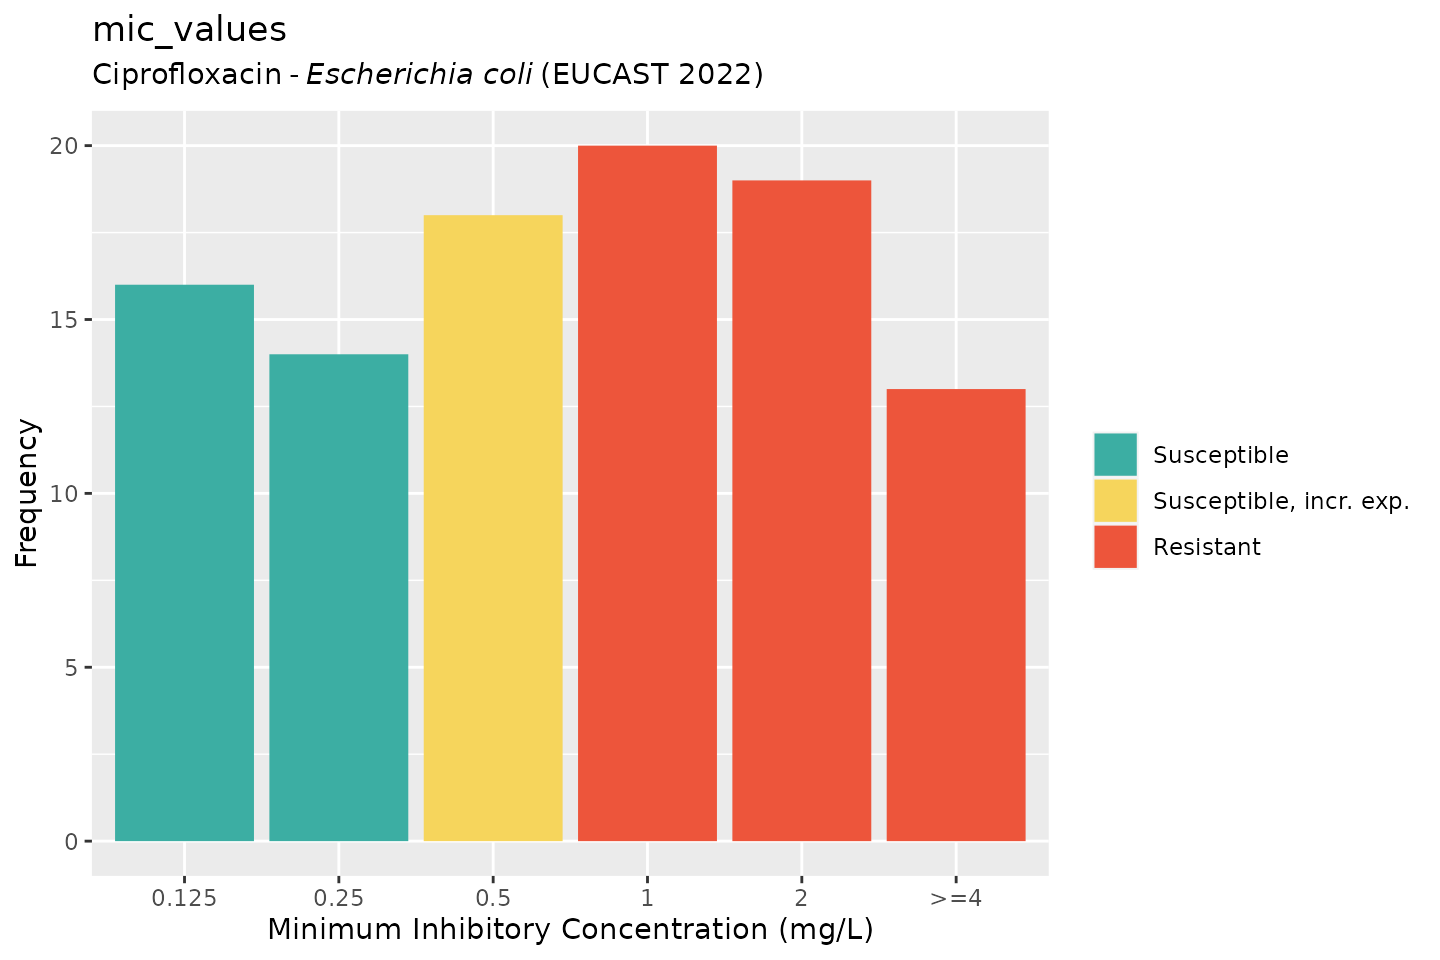 mic_values
Ciprofloxacin - Escherichia coli (EUCAST 2022)
Frequency
20
15
10
5
0
0.125
0.25
0.5
1
2
>=4
Minimum Inhibitory Concentration (mg/L)
Susceptible
Susceptible, incr. exp.
Resistant